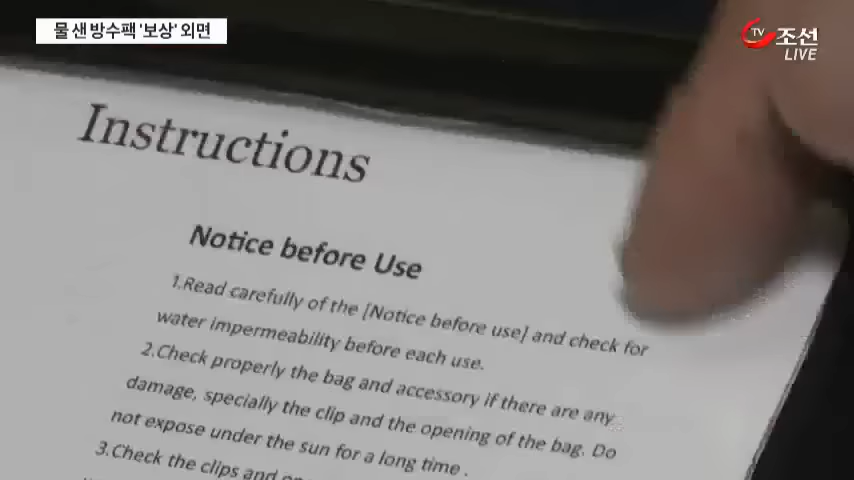 물 샌 방수팩 '보상' 외면
TV조선
LIVE
Instructions
Notice before Use
1.Read carefully of the [Notice before use] and check for
water impermeability before each use.
2.Check properly the bag and accessory if there are any
damage, specially the clip and the opening of the bag. Do
not expose under the sun for a long time .
3.Check the clips and